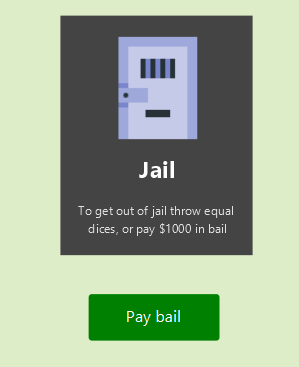 Jail
To get out of jail throw equal
dices, or pay $1000 in bail
Pay bail